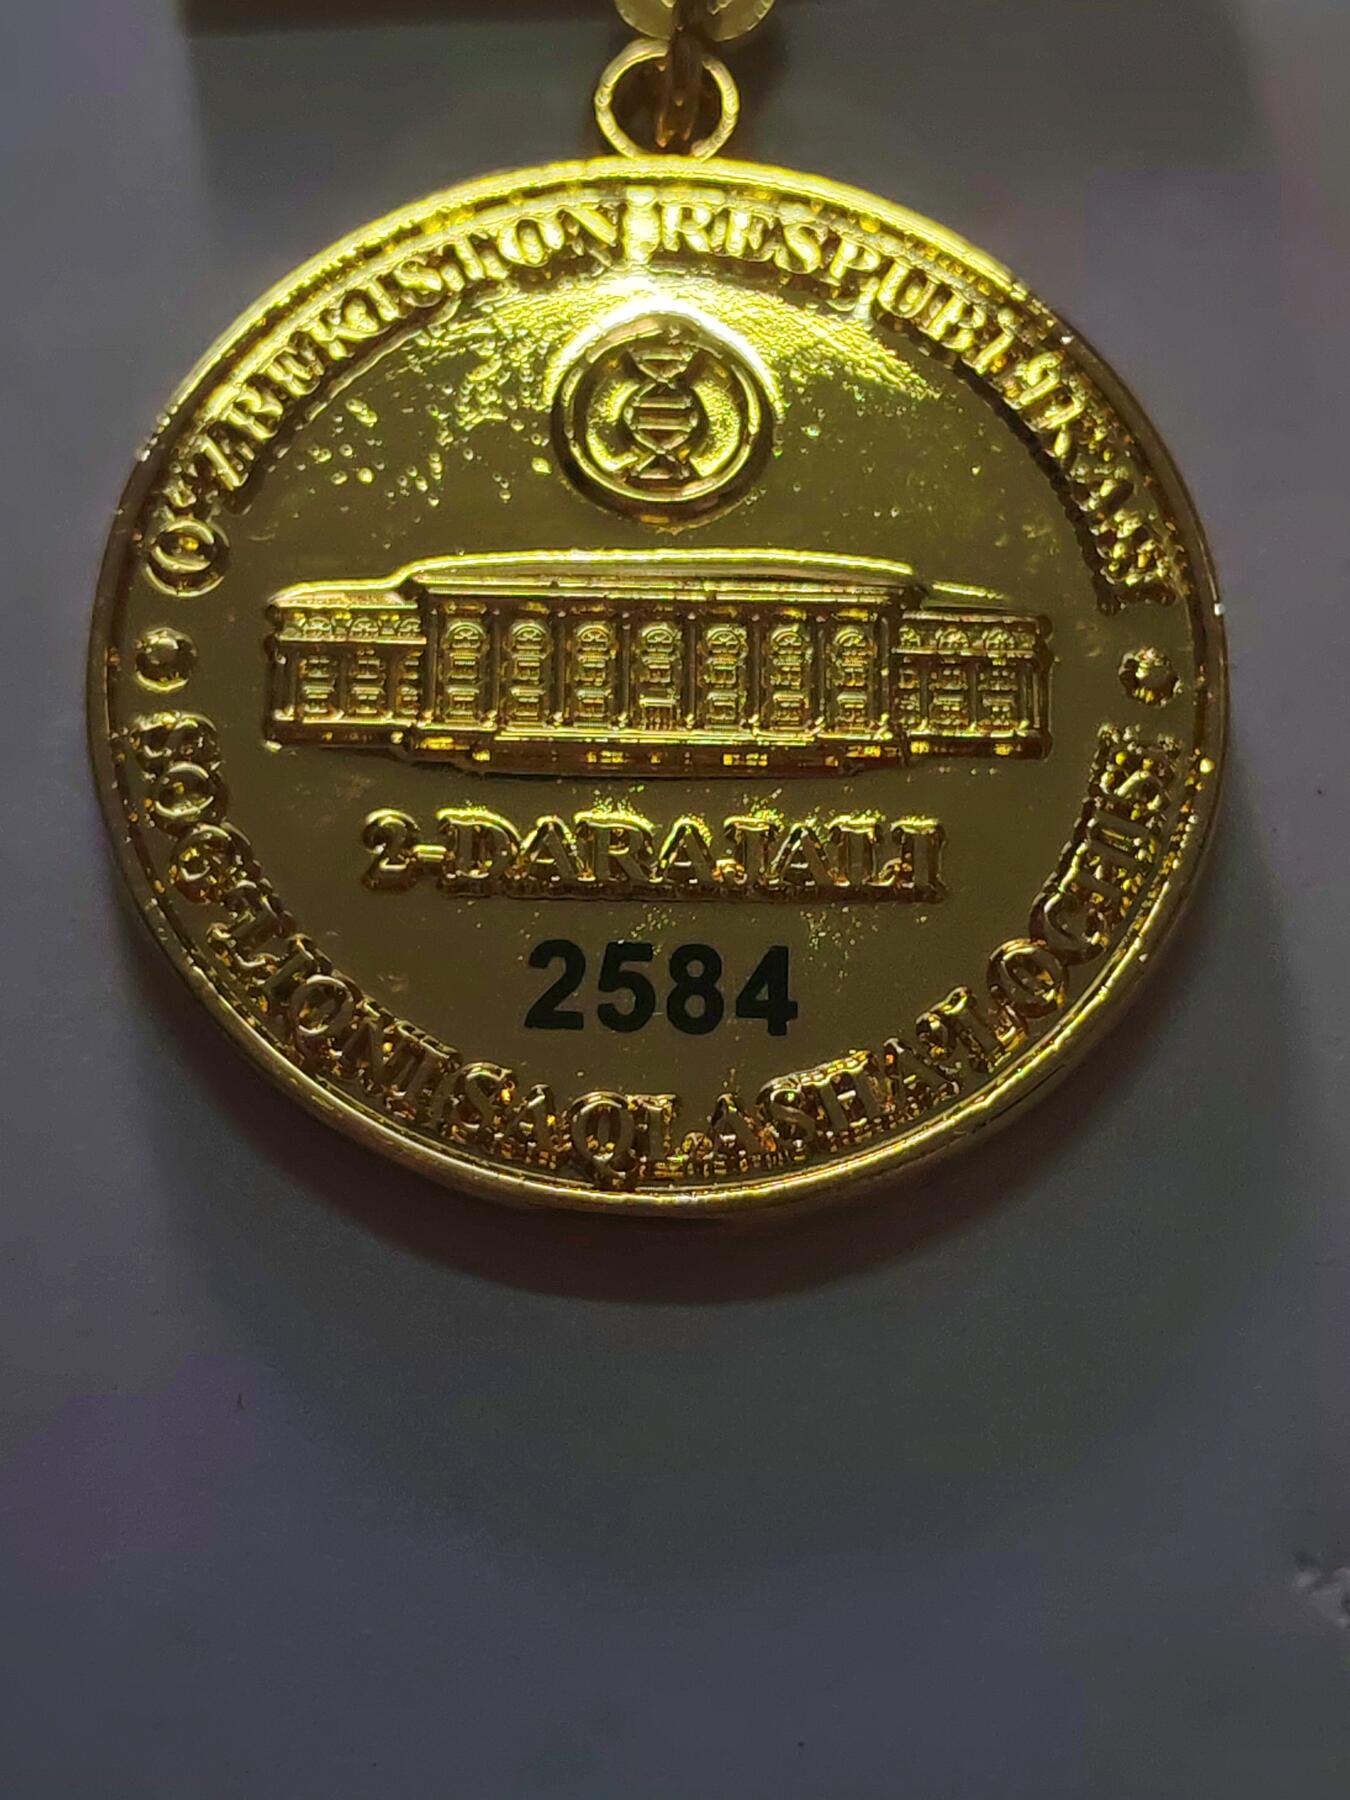 O'ZBEKISTON RESPUBLIKASI
2-DARAJALI
2584
SOG'LIQNI SAQLASH A'LOCHISI